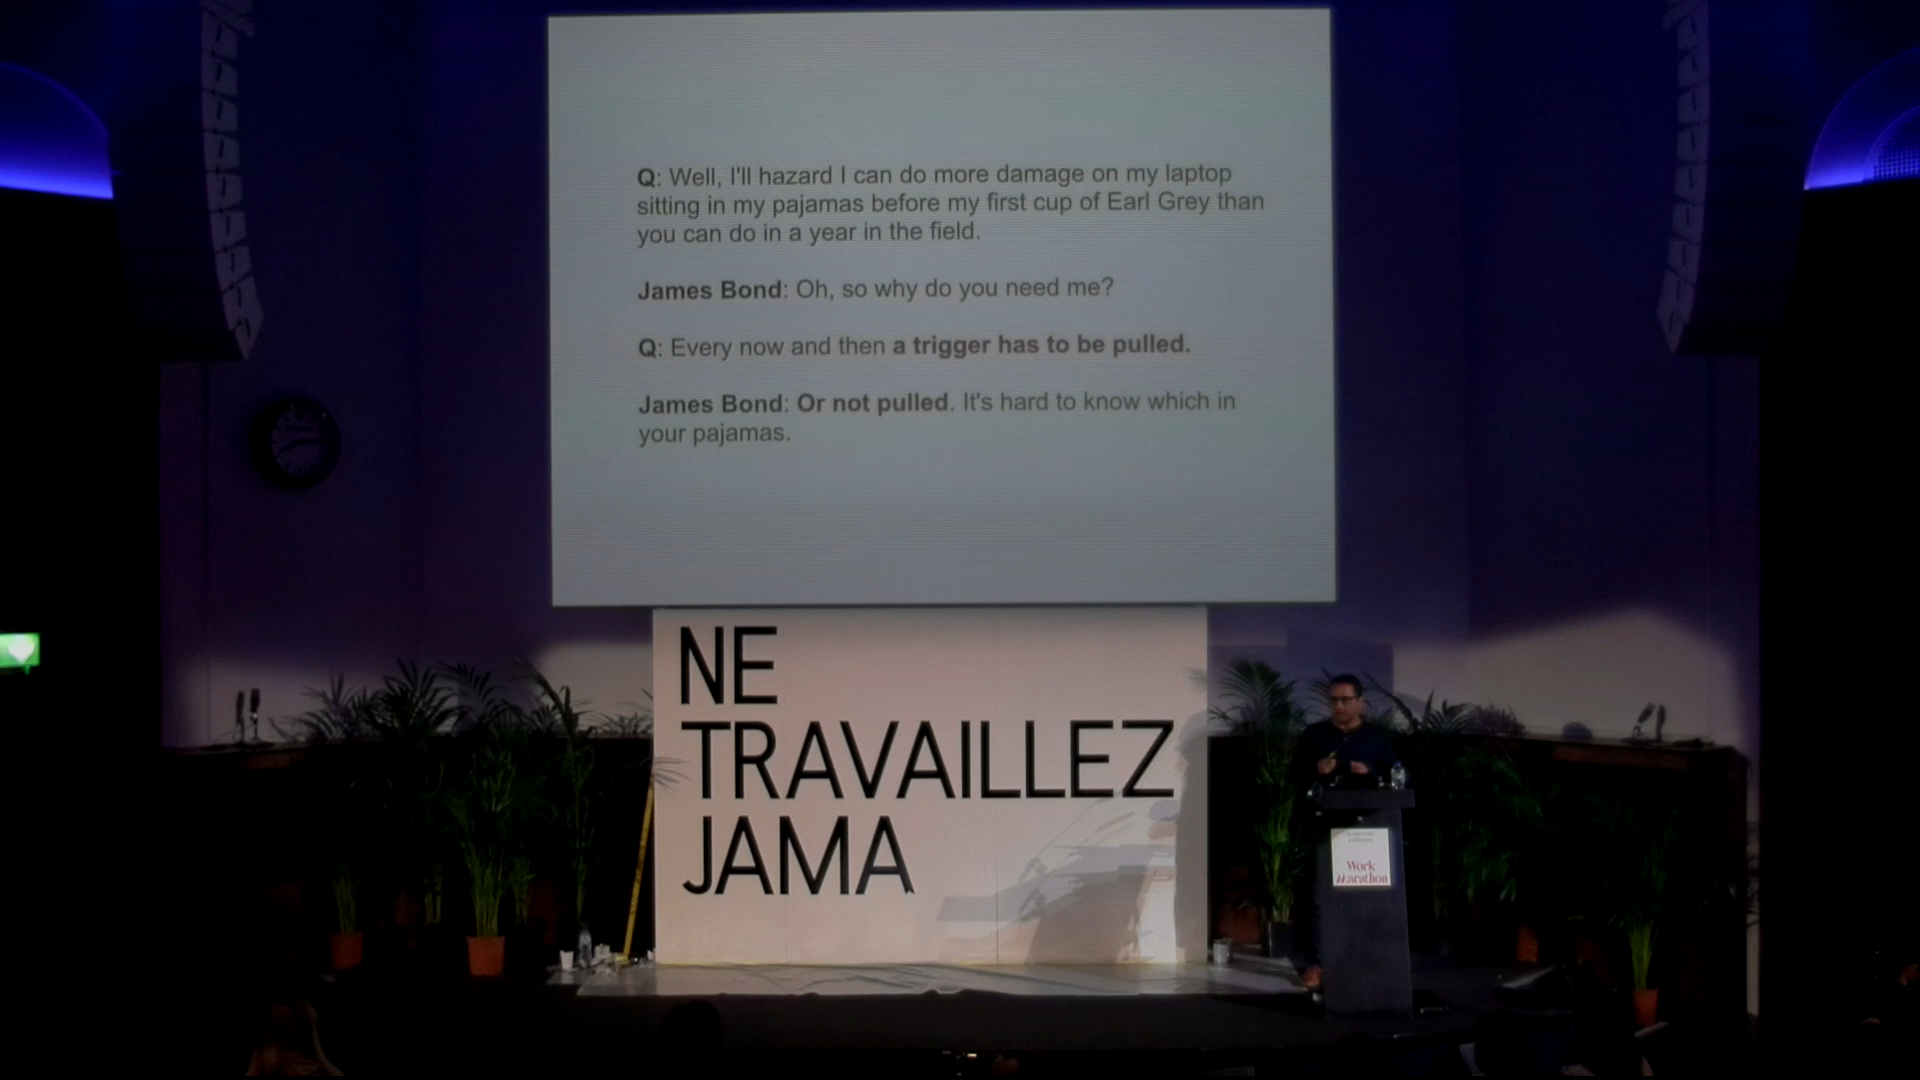 Q: Well, I'll hazard I can do more damage on my laptop
sitting in my pajamas before my first cup of Earl Grey than
you can do in a year in the field.
James Bond: Oh, so why do you need me?
Q: Every now and then a trigger has to be pulled.
James Bond: Or not pulled. It's hard to know which in
your pajamas.
NE
TRAVAILLEZ
JAMA
Work
Marathon